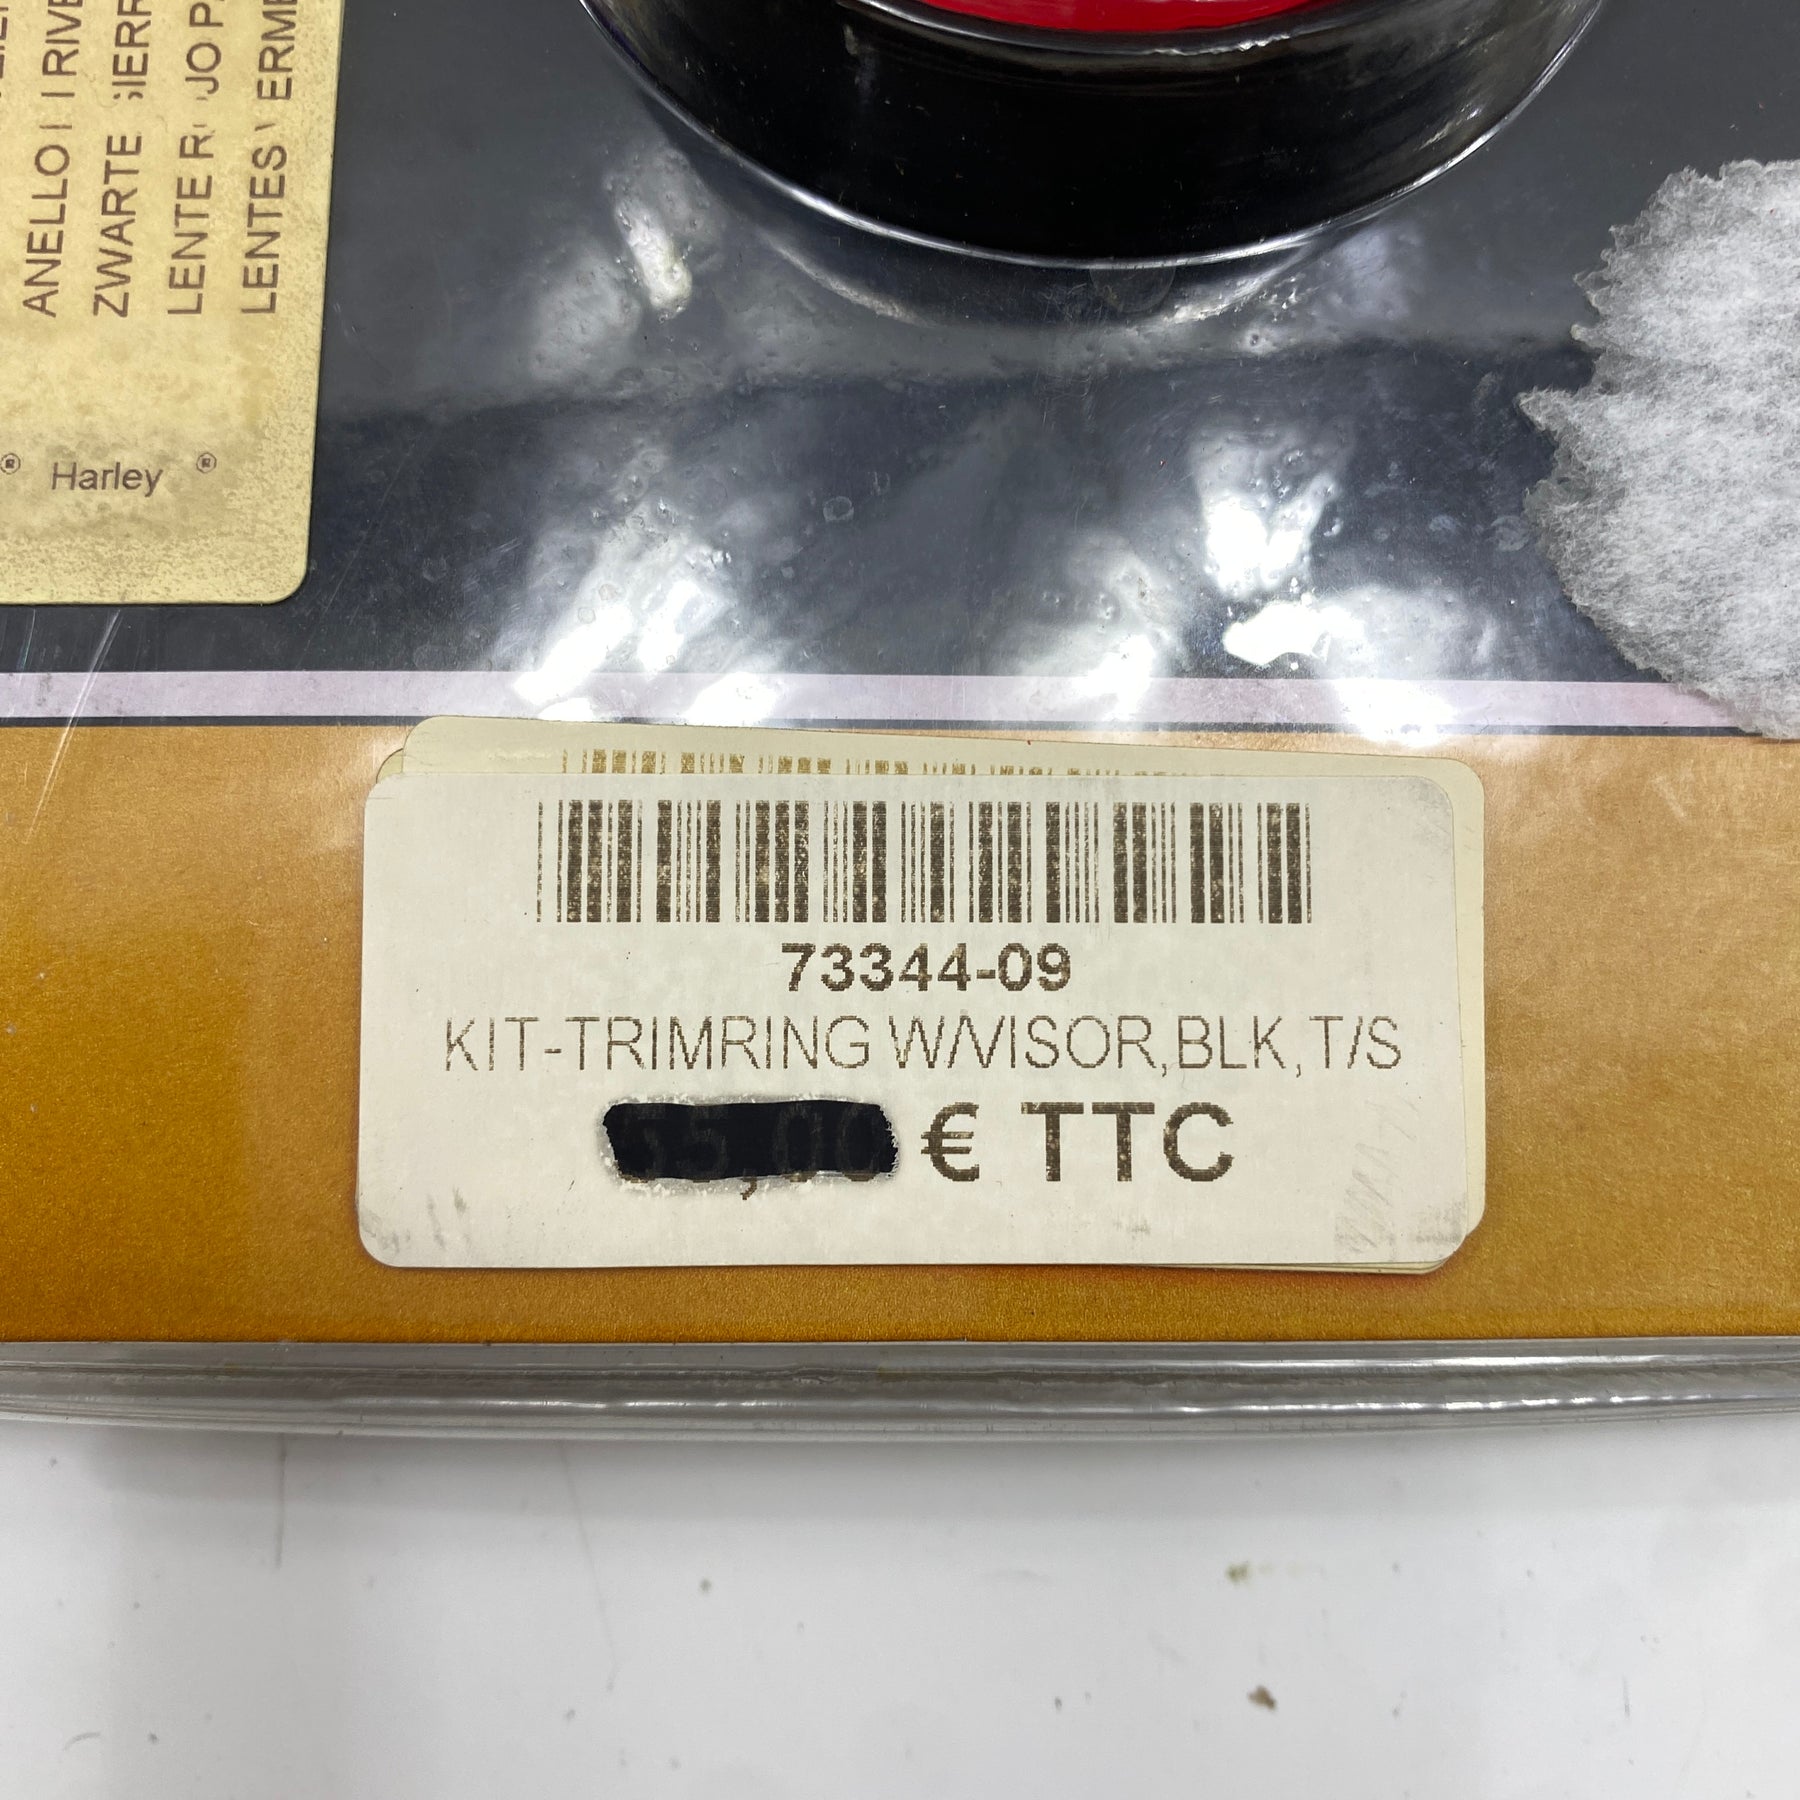 ANELLO
ZWARTE
LENTE
LENTES
® Harley ®
73344-09
KIT-TRIMRING W/VISOR,BLK,T/S
€ TTC